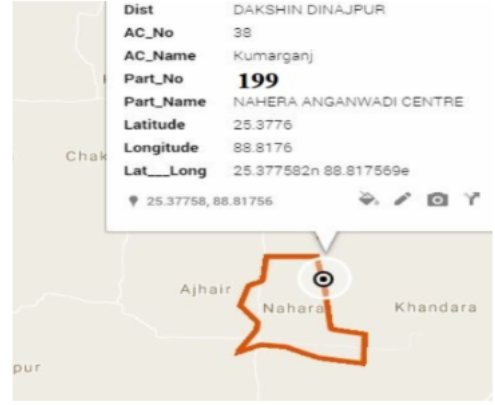 Dist DAKSHIN DINAJPUR
AC_No 38
AC_Name Kumarganj
Part_No 199
Part_Name NAHERA ANGANWADI CENTRE
Latitude 25.3776
Longitude 88.8176
Lat___Long 25.377582n 88.817569e
25.37758, 88.81756
Chak
Ajhair
Nahara
Khandara
pur